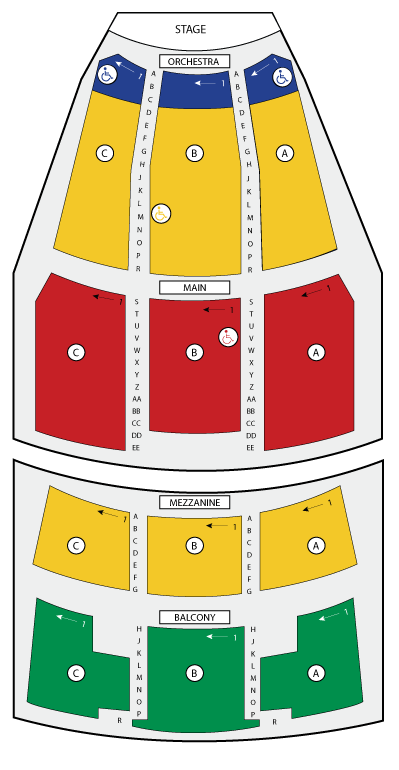 STAGE
ORCHESTRA
1 A A 1
B 1 B
C C
D D
E E
F F
C G B G A
H H
J J
K K
L L
M M
N N
O O
P P
R R
MAIN
1 S S 1
T 1 T
U U
V V
C W B W A
X X
Y Y
Z Z
AA AA
BB BB
CC CC
DD DD
EE EE
MEZZANINE
1 A A 1
B 1 B
C C
C D B D A
E E
F F
G G
BALCONY
1 H H 1
J 1 J
K K
L L
C M B M A
N N
O O
P P
R R